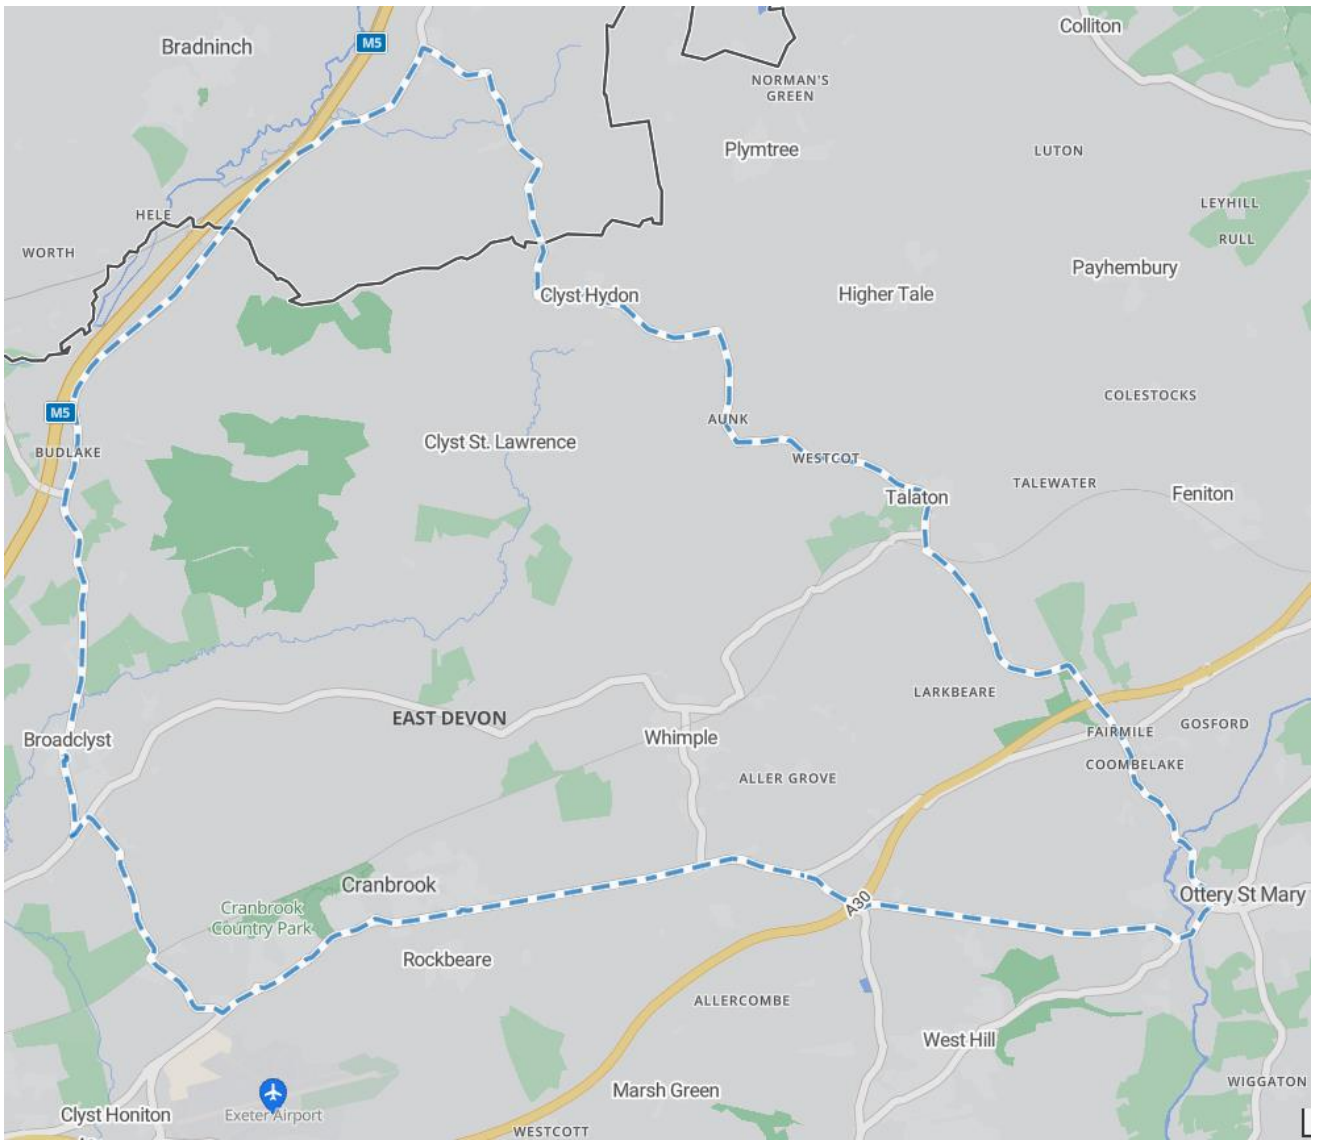 Colliton
M5
Bradninch
NORMAN'S
GREEN
Plymtree
LUTON
LEYHILL
HELE
RULL
WORTH
Payhembury
Clyst Hydon
Higher Tale
COLESTOCKS
M5
AUNK
Clyst St. Lawrence
BUDLAKE
WESTCOT
TALEWATER
Feniton
Talaton
LARKBEARE
EAST DEVON
GOSFORD
FAIRMILE
Broadclyst
Whimple
COOMBELAKE
ALLER GROVE
Cranbrook
Ottery St Mary
A30
Cranbrook
Country Park
Rockbeare
ALLERCOMBE
West Hill
WIGGATON
Marsh Green
Clyst Honiton
Exeter Airport
WESTCOTT